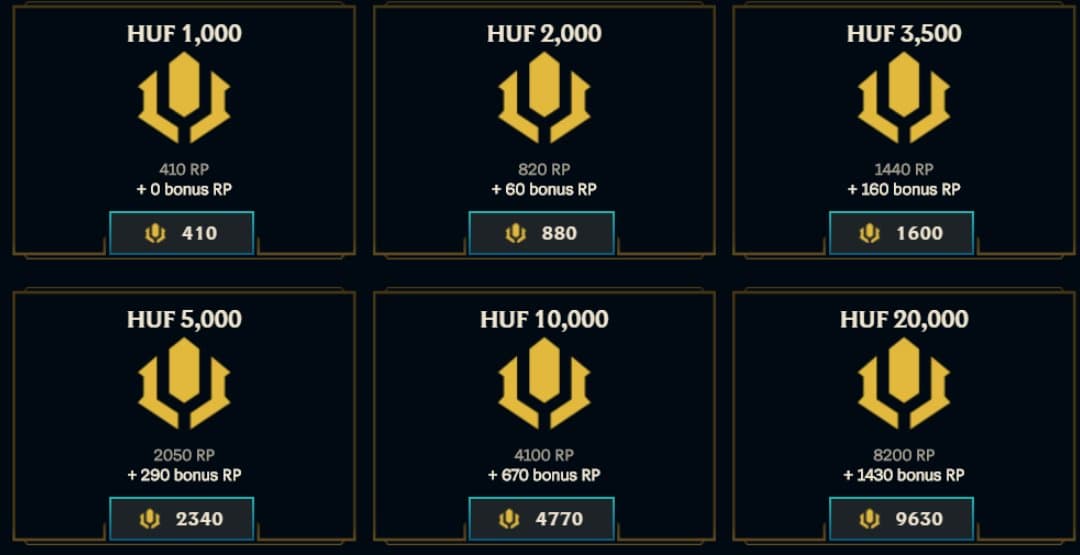 HUF 1,000
410 RP
+ 0 bonus RP
410
HUF 2,000
820 RP
+ 60 bonus RP
880
HUF 3,500
1440 RP
+ 160 bonus RP
1600
HUF 5,000
2050 RP
+ 290 bonus RP
2340
HUF 10,000
4100 RP
+ 670 bonus RP
4770
HUF 20,000
8200 RP
+ 1430 bonus RP
9630